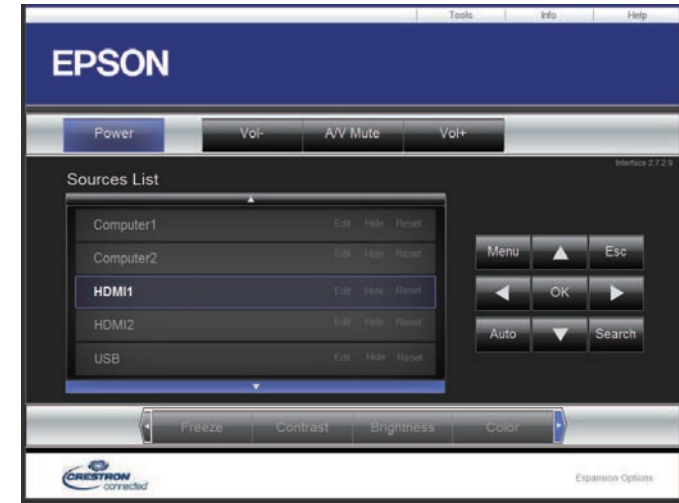 Tools Info Help
EPSON
Power Vol- A/V Mute Vol+
Interface 2.7.2.9
Sources List
Computer1 Edit Hide Reset
Computer2 Edit Hide Reset
HDMI1 Edit Hide Reset
HDMI2 Edit Hide Reset
USB Edit Hide Reset
Menu Esc
OK
Auto Search
Freeze Contrast Brightness Color
CRESTRON
connected
Expansion Options